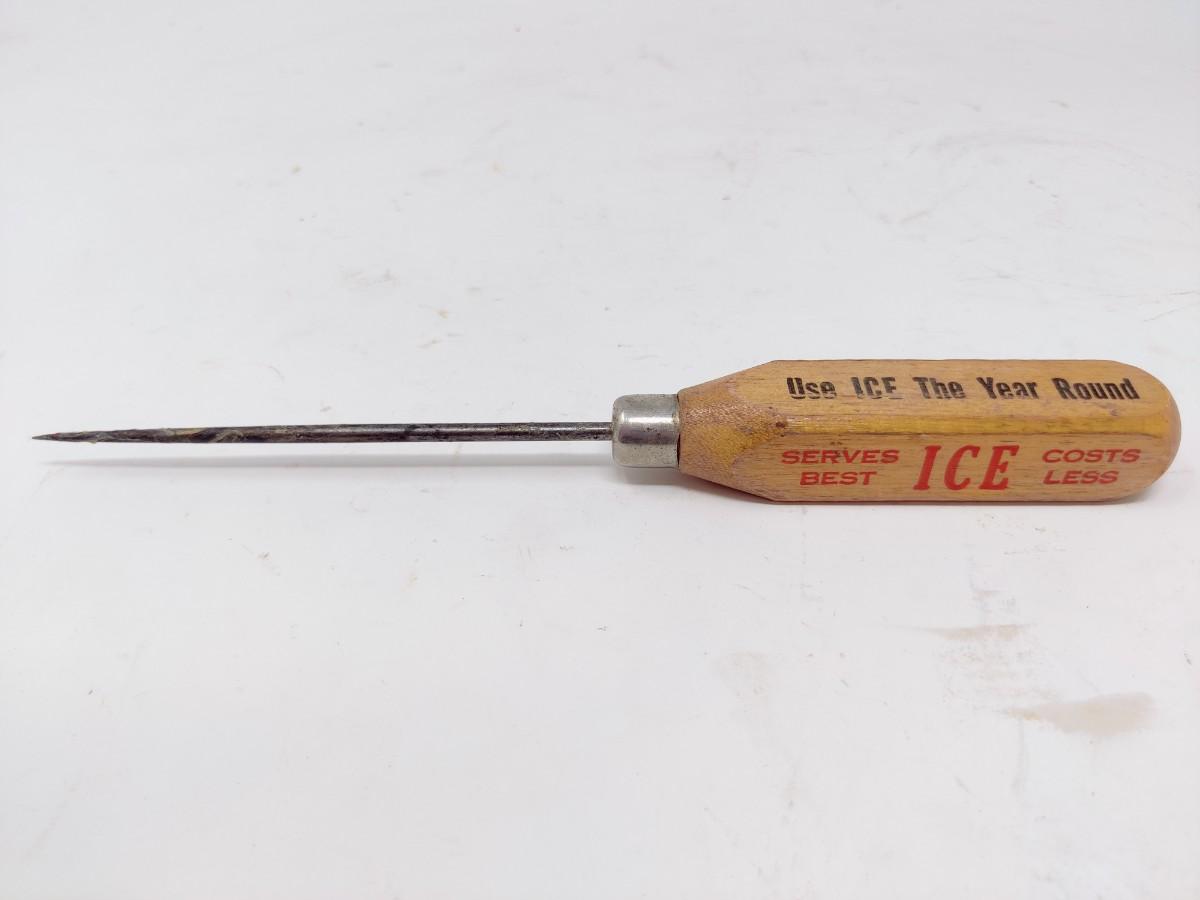 Use ICE The Year Round
SERVES BEST ICE COSTS LESS